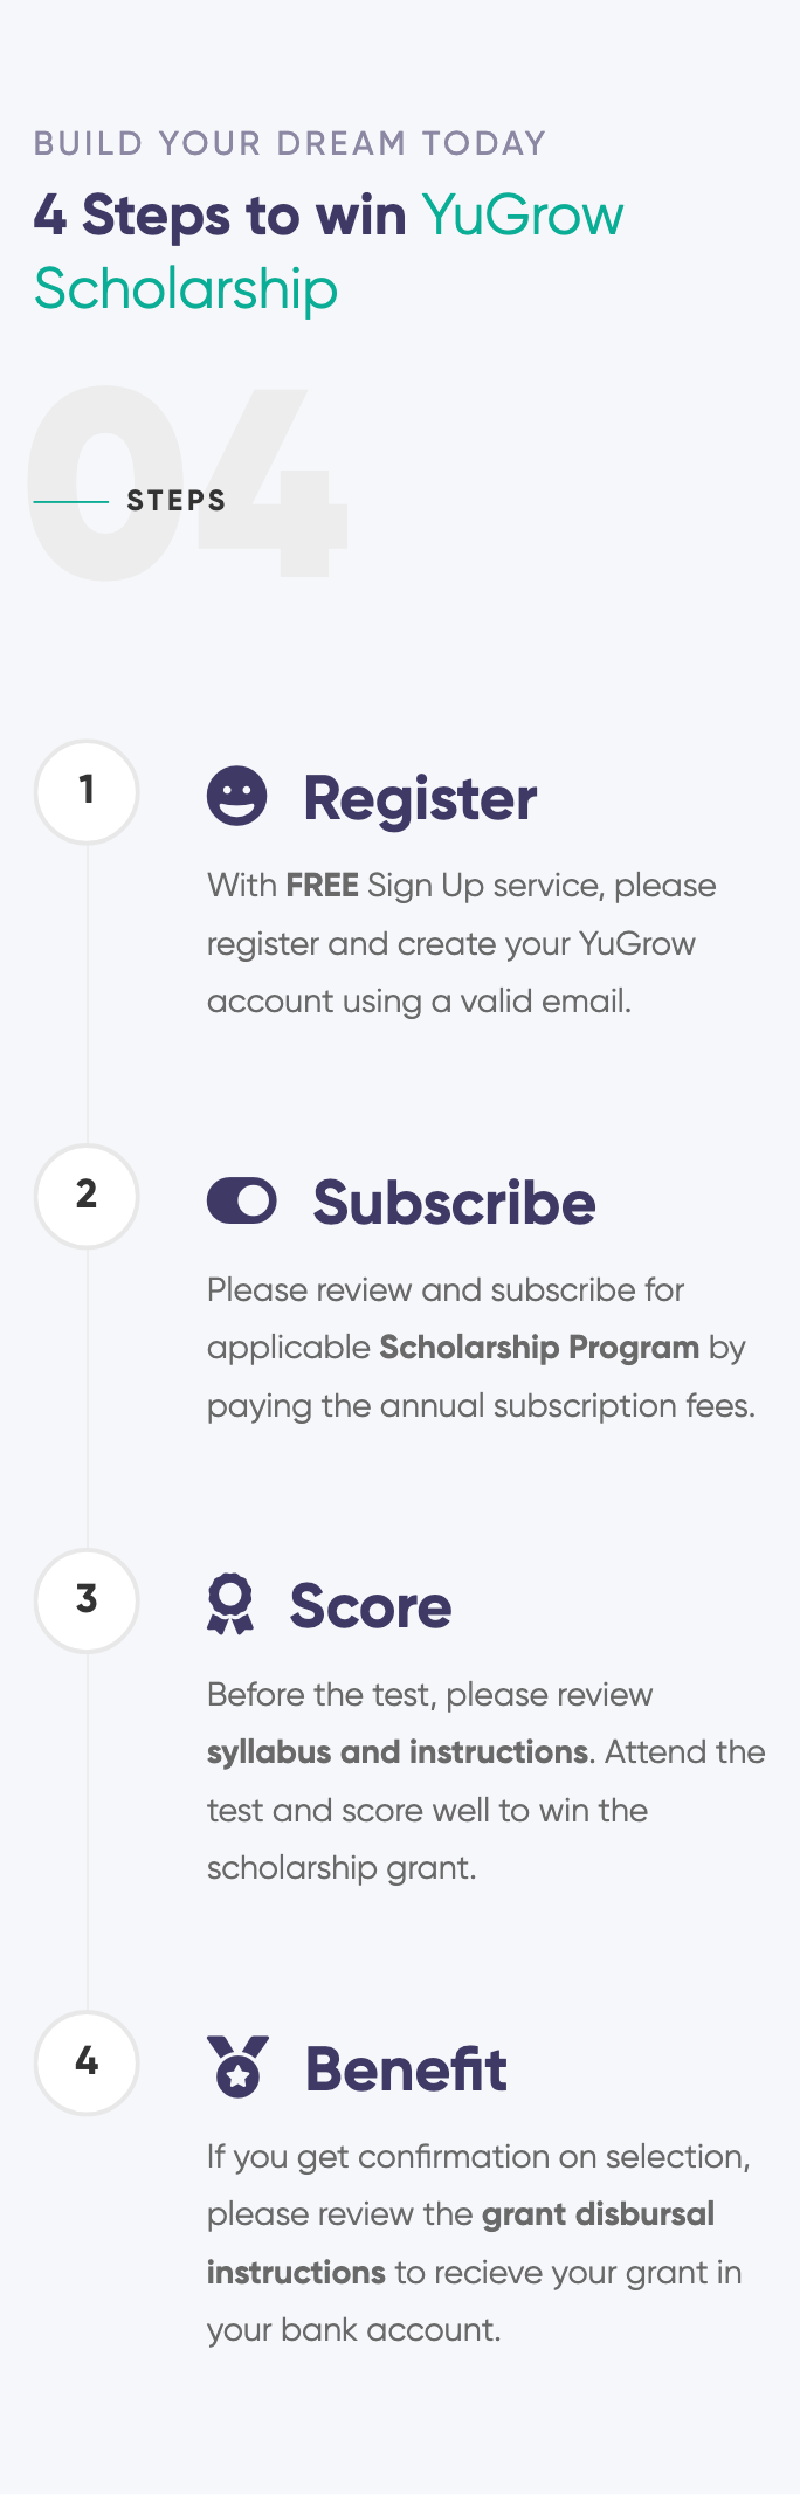 BUILD YOUR DREAM TODAY
4 Steps to win YuGrow
Scholarship
04
STEPS
1
Register
With FREE Sign Up service, please
register and create your YuGrow
account using a valid email.
2
Subscribe
Please review and subscribe for
applicable Scholarship Program by
paying the annual subscription fees.
3
Score
Before the test, please review
syllabus and instructions. Attend the
test and score well to win the
scholarship grant.
4
Benefit
If you get confirmation on selection,
please review the grant disbursal
instructions to recieve your grant in
your bank account.